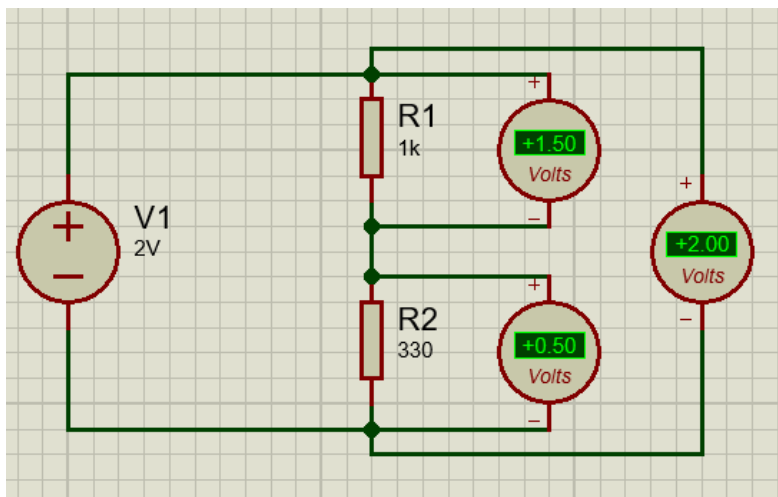 R1
1k
+
+1.50
Volts
−
V1
2V
+
−
+
+2.00
Volts
−
R2
330
+
+0.50
Volts
−